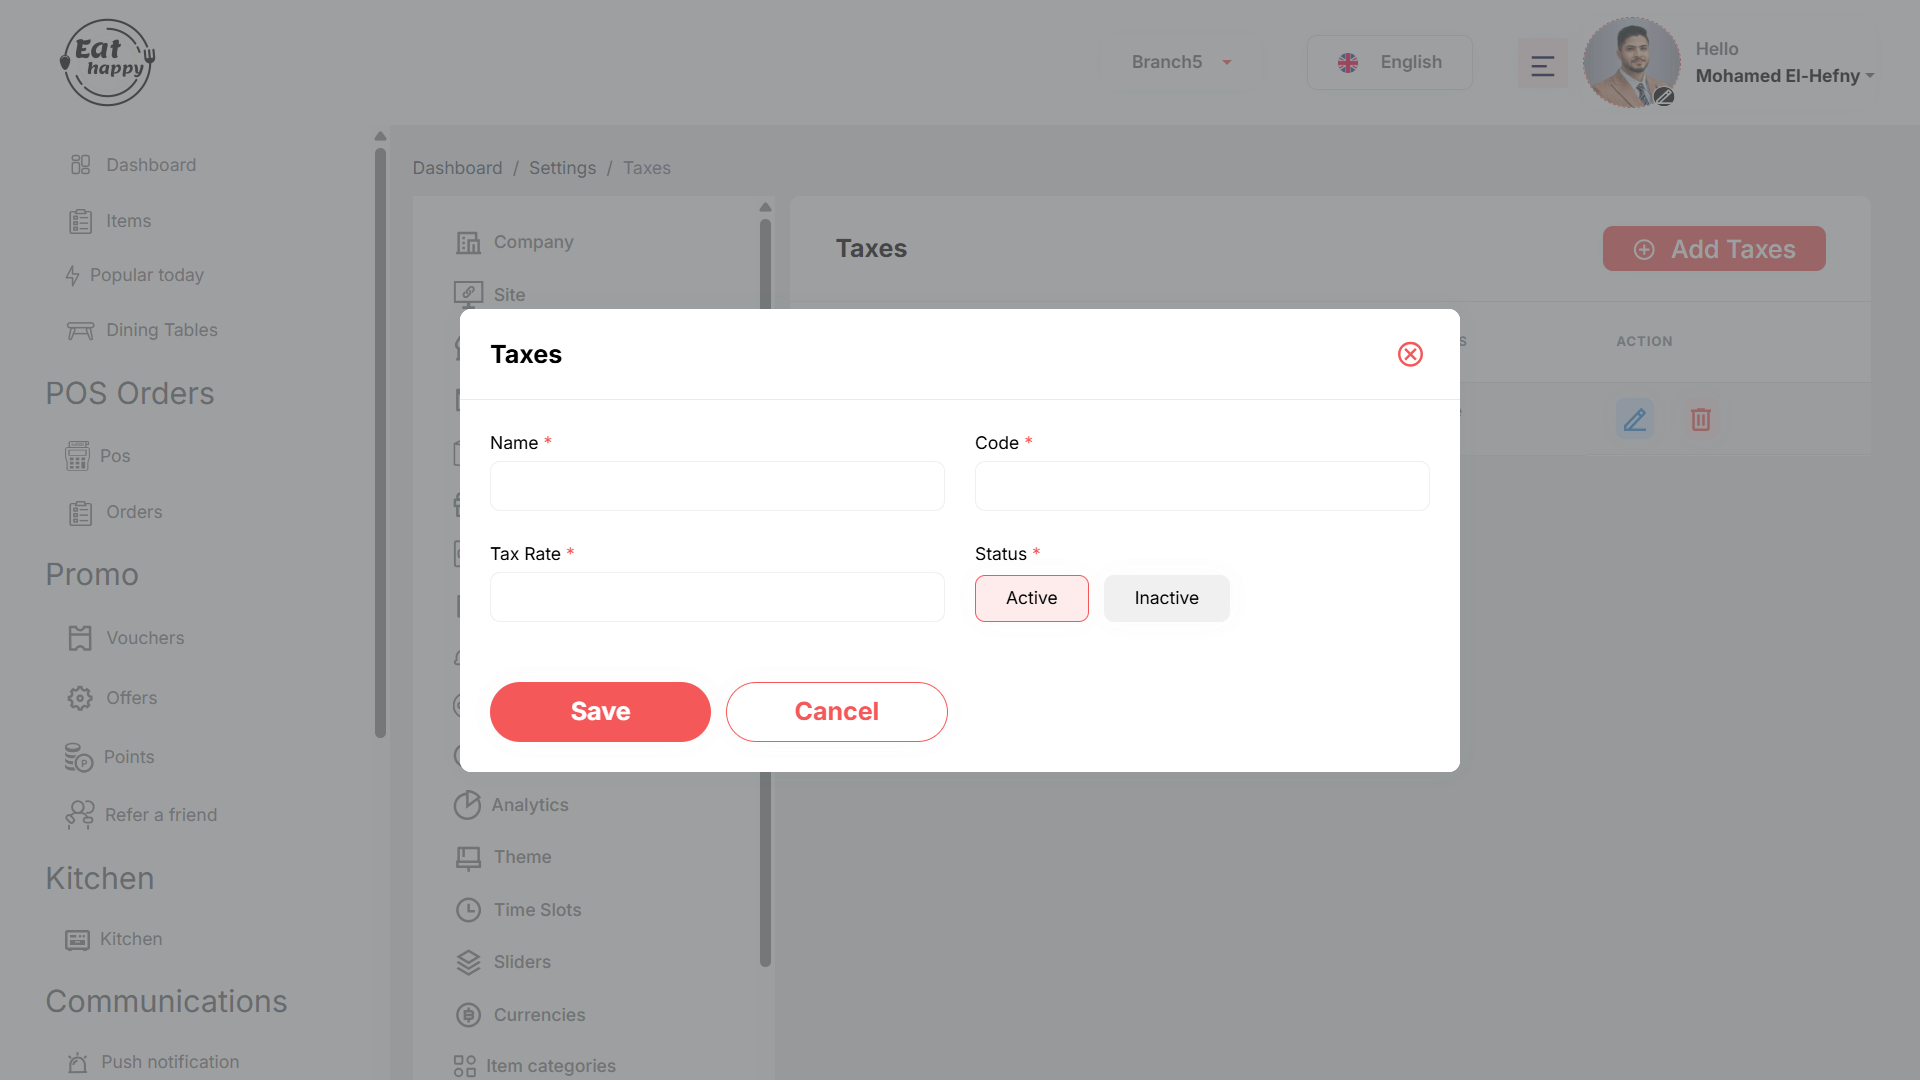 Eat
happy
Branch5
English
Hello
Mohamed El-Hefny
Dashboard
Items
Popular today
Dining Tables
POS Orders
Pos
Orders
Promo
Vouchers
Offers
Points
Refer a friend
Kitchen
Kitchen
Communications
Push notification
Dashboard / Settings / Taxes
Company
Site
Analytics
Theme
Time Slots
Sliders
Currencies
Item categories
Taxes
Add Taxes
S
ACTION
Taxes
Name *
Code *
Tax Rate *
Status *
Active
Inactive
Save
Cancel